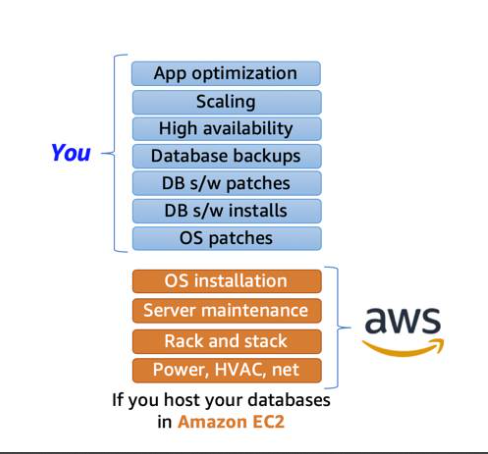 App optimization
Scaling
High availability
You
Database backups
DB s/w patches
DB s/w installs
OS patches
OS installation
Server maintenance
aws
Rack and stack
Power, HVAC, net
If you host your databases
in Amazon EC2